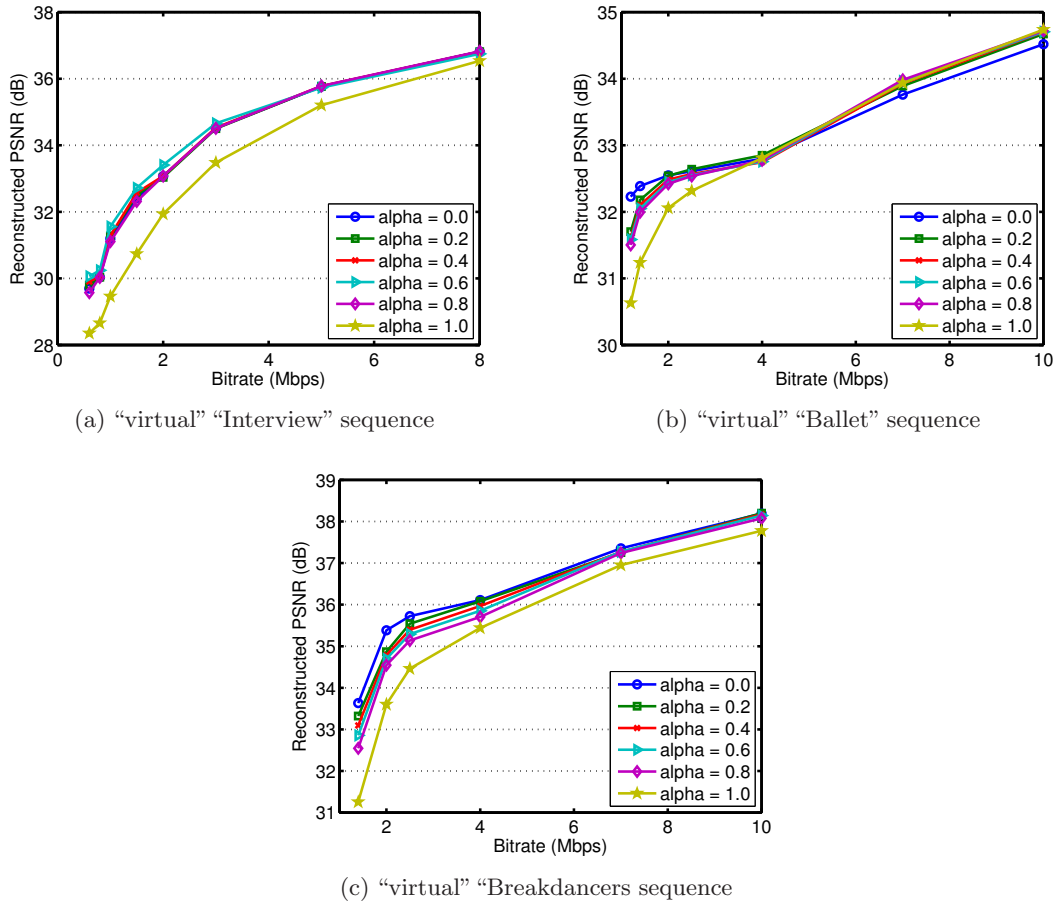 38
36
34
32
30
28
0
2
4
6
8
Reconstructed PSNR (dB)
Bitrate (Mbps)
alpha = 0.0
alpha = 0.2
alpha = 0.4
alpha = 0.6
alpha = 0.8
alpha = 1.0
(a) “virtual” “Interview” sequence
35
34
33
32
31
30
2
4
6
8
10
Reconstructed PSNR (dB)
Bitrate (Mbps)
alpha = 0.0
alpha = 0.2
alpha = 0.4
alpha = 0.6
alpha = 0.8
alpha = 1.0
(b) “virtual” “Ballet” sequence
39
38
37
36
35
34
33
32
31
2
4
6
8
10
Reconstructed PSNR (dB)
Bitrate (Mbps)
alpha = 0.0
alpha = 0.2
alpha = 0.4
alpha = 0.6
alpha = 0.8
alpha = 1.0
(c) “virtual” “Breakdancers sequence